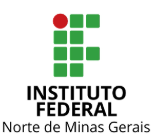 INSTITUTO
FEDERAL
Norte de Minas Gerais